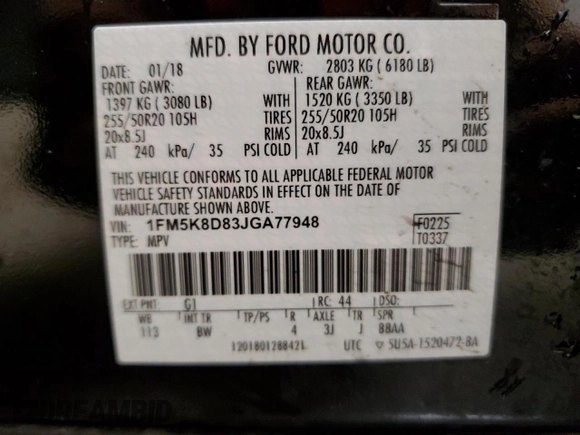 MFD. BY FORD MOTOR CO.
DATE: 01/18 GVWR: 2803 KG ( 6180 LB)
FRONT GAWR: REAR GAWR:
1397 KG ( 3080 LB) WITH 1520 KG ( 3350 LB) WITH
255/50R20 105H TIRES 255/50R20 105H TIRES
20x8.5J RIMS 20x8.5J RIMS
AT 240 kPa/ 35 PSI COLD AT 240 kPa/ 35 PSI COLD
THIS VEHICLE CONFORMS TO ALL APPLICABLE FEDERAL MOTOR
VEHICLE SAFETY STANDARDS IN EFFECT ON THE DATE OF
MANUFACTURE SHOWN ABOVE.
VIN: 1FM5K8D83JGA77948 F0225
TYPE: MPV T0337
EXT PNT: G1 RC: 44 DSO:
WB INT TR TP/PS R AXLE TR SPR
113 BW 4 3J J 88AA
UTC 5U5A-1520472-BA